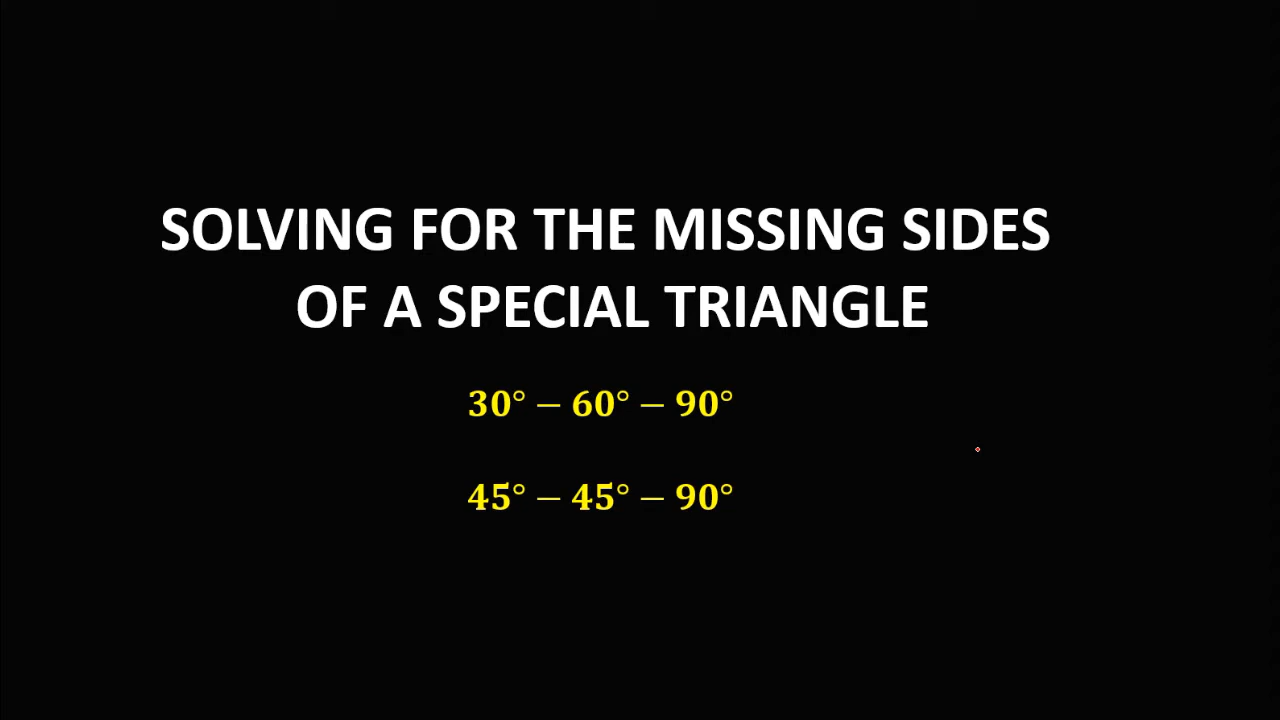 SOLVING FOR THE MISSING SIDES
OF A SPECIAL TRIANGLE
30° – 60° – 90°
45° – 45° – 90°